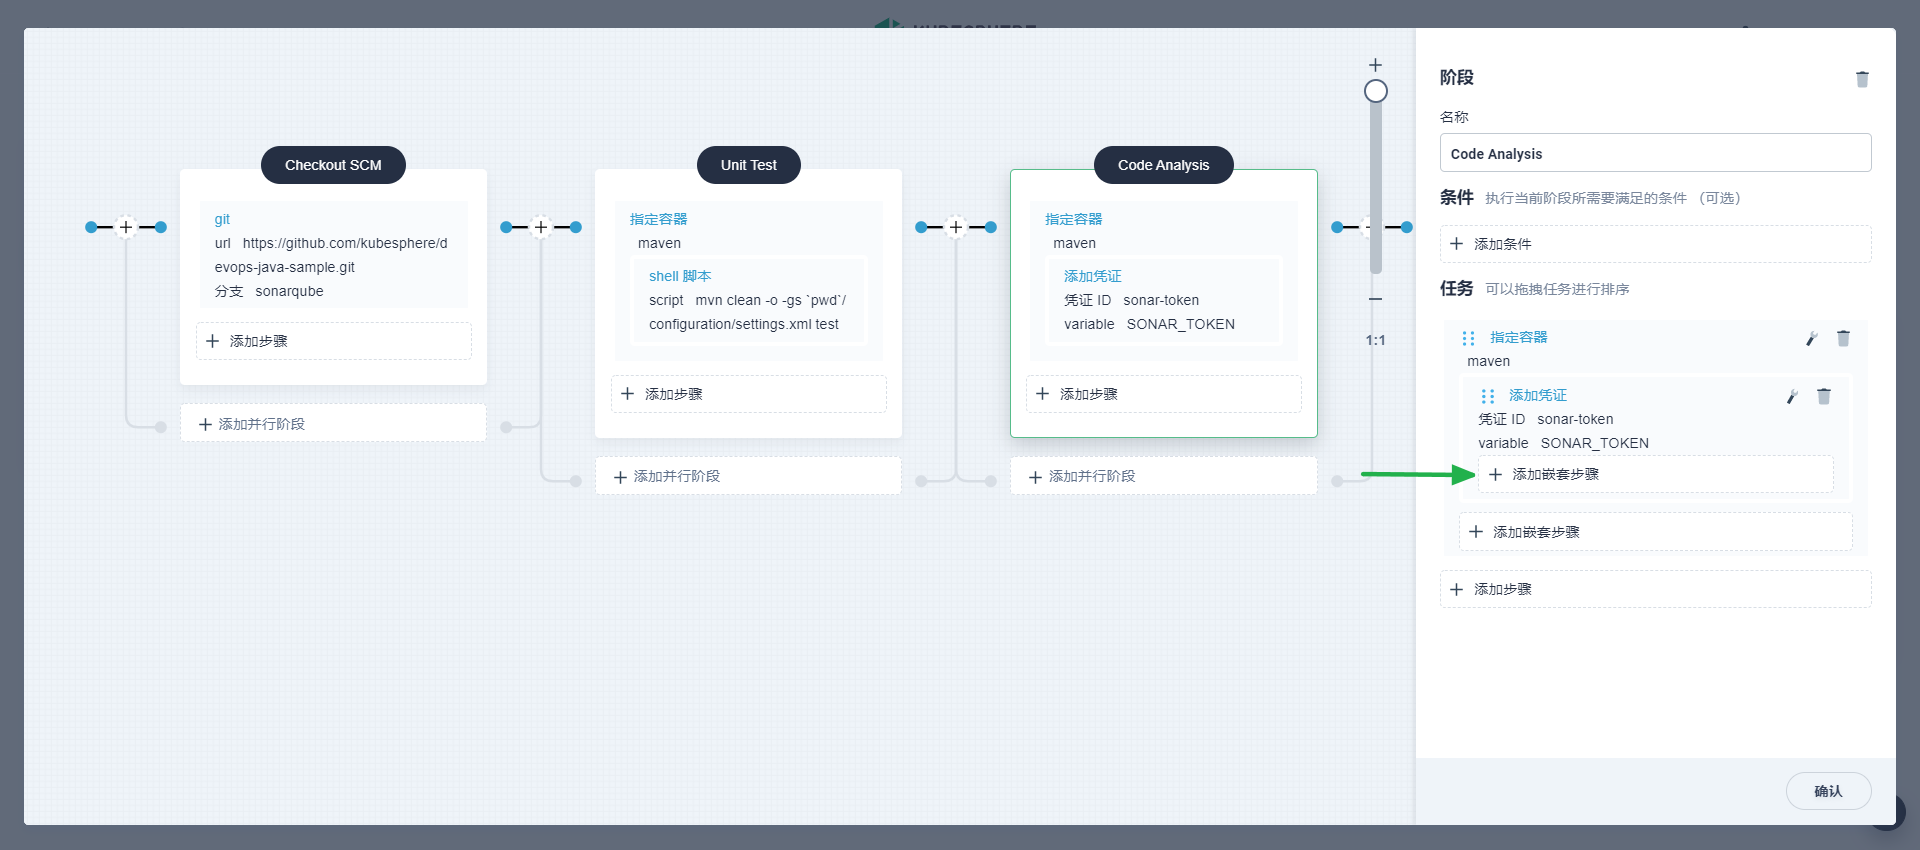 Checkout SCM
git
url https://github.com/kubesphere/d
evops-java-sample.git
分支 sonarqube
添加步骤
添加并行阶段
Unit Test
指定容器
maven
shell 脚本
script mvn clean -o -gs `pwd`/
configuration/settings.xml test
添加步骤
添加并行阶段
Code Analysis
指定容器
maven
添加凭证
凭证 ID sonar-token
variable SONAR_TOKEN
添加步骤
添加并行阶段
1:1
阶段
名称
Code Analysis
条件 执行当前阶段所需要满足的条件 （可选）
添加条件
任务 可以拖拽任务进行排序
指定容器
maven
添加凭证
凭证 ID sonar-token
variable SONAR_TOKEN
添加嵌套步骤
添加嵌套步骤
添加步骤
确认